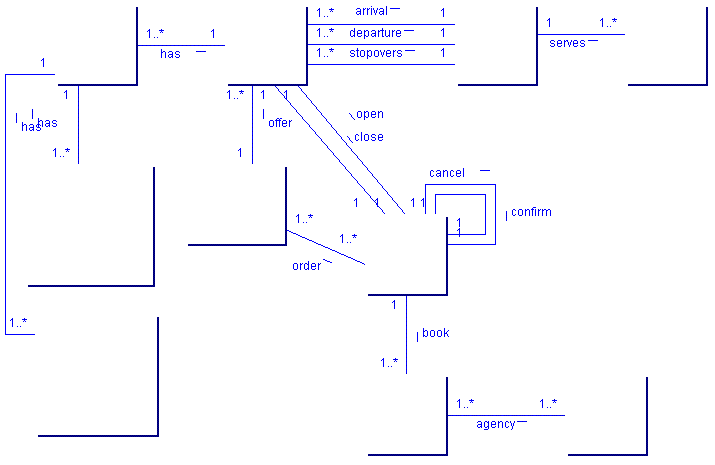 1..* arrival 1
1..* 1 1..* departure 1 1 1..*
has 1..* stopovers 1 serves
1
1 1..* 1 1
has has offer open
close
1..* 1
cancel
1 1 1 1
1..* 1 confirm
1..* 1
order
1 1..*
book
1..*
1..* 1..*
agency